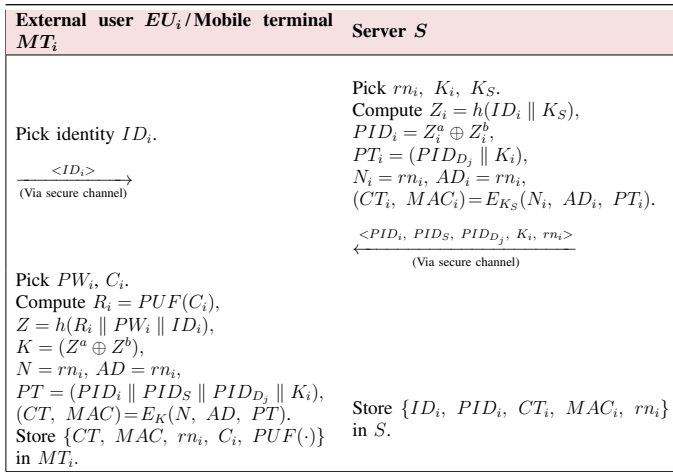 External user EU_i/Mobile terminal MT_i
Server S
Pick identity ID_i.
<ID_i>
(Via secure channel)
Pick rn_i, K_i, K_S.
Compute Z_i = h(ID_i ∥ K_S),
PID_i = Z_i^a ⊕ Z_i^b,
PT_i = (PID_{D_j} ∥ K_i),
N_i = rn_i, AD_i = rn_i,
(CT_i, MAC_i)=E_{K_S}(N_i, AD_i, PT_i).
<PID_i, PID_S, PID_{D_j}, K_i, rn_i>
(Via secure channel)
Pick PW_i, C_i.
Compute R_i = PUF(C_i),
Z = h(R_i ∥ PW_i ∥ ID_i),
K = (Z^a ⊕ Z^b),
N = rn_i, AD = rn_i,
PT = (PID_i ∥ PID_S ∥ PID_{D_j} ∥ K_i),
(CT, MAC)=E_K(N, AD, PT).
Store {CT, MAC, rn_i, C_i, PUF(·)}
in MT_i.
Store {ID_i, PID_i, CT_i, MAC_i, rn_i}
in S.